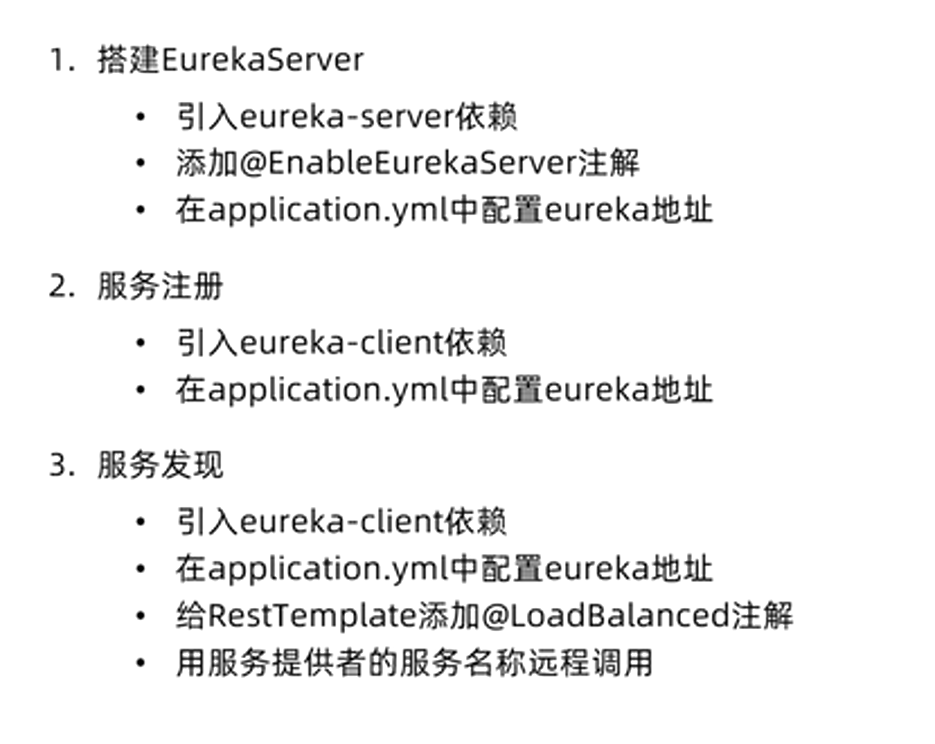 1. 搭建EurekaServer
• 引入eureka-server依赖
• 添加@EnableEurekaServer注解
• 在application.yml中配置eureka地址
2. 服务注册
• 引入eureka-client依赖
• 在application.yml中配置eureka地址
3. 服务发现
• 引入eureka-client依赖
• 在application.yml中配置eureka地址
• 给RestTemplate添加@LoadBalanced注解
• 用服务提供者的服务名称远程调用